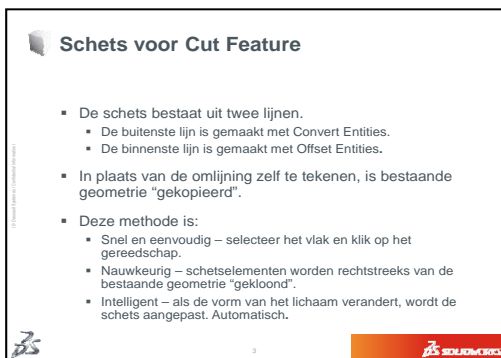 Schets voor Cut Feature
▪ De schets bestaat uit twee lijnen.
▪ De buitenste lijn is gemaakt met Convert Entities.
▪ De binnenste lijn is gemaakt met Offset Entities.
▪ In plaats van de omlijning zelf te tekenen, is bestaande
geometrie “gekopieerd”.
▪ Deze methode is:
▪ Snel en eenvoudig – selecteer het vlak en klik op het
gereedschap.
▪ Nauwkeurig – schetselementen worden rechtstreeks van de
bestaande geometrie “gekloond”.
▪ Intelligent – als de vorm van het lichaam verandert, wordt de
schets aangepast. Automatisch.
3
SOLIDWORKS